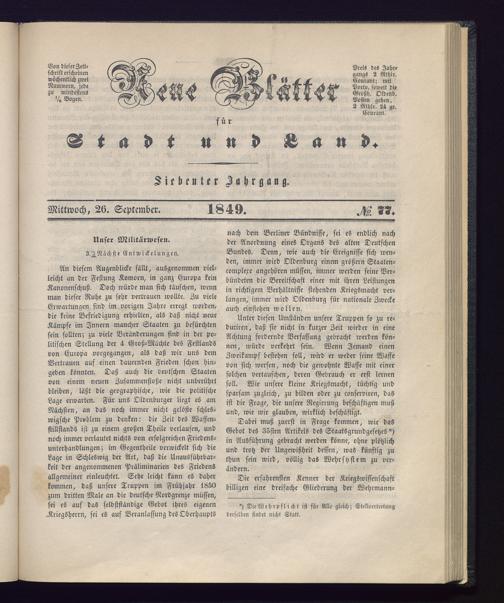 Von dieser Zeit-
schrift erscheinen
wöchentlich zwei
Nummern, jede
zu mindestens
¼ Bogen.
Neue Blätter
Preis des Jahr-
gangs 2 Rthlr.
Courant; mit
Porto, soweit die
Großh. Oldenb.
Posten gehen,
2 Rthlr. 24 gr.
Courant.
für
Stadt und Land.
Siebenter Jahrgang.
Mittwoch, 26. September.
1849.
№ 77.
Unser Militärwesen.
3. Nächste Entwickelungen.
An diesem Augenblicke fällt, ausgenommen viel-
leicht an der Festung Komorn, in ganz Europa kein
Kanonenschuß. Doch würde man sich täuschen, wenn
man dieser Ruhe zu sehr vertrauen wollte. Zu viele
Erwartungen sind im vorigen Jahre erregt worden,
die keine Befriedigung erhielten, als daß nicht neue
Kämpfe im Innern mancher Staaten zu befürchten
sein sollten; zu viele Veränderungen sind in der po-
litischen Stellung der 4 Groß-Mächte des Festlands
von Europa vorgegangen, als daß wir uns dem
Vertrauen auf einen dauernden Frieden schon hin-
geben könnten. Daß auch die deutschen Staaten
von einem neuen Zusammenstoße nicht unberührt
bleiben, läßt die geographische, wie die politische
Lage erwarten. Für uns Oldenburger liegt es am
Nächsten, an das noch immer nicht gelöste schles-
wigsche Problem zu denken: die Zeit des Waffen-
stillstands ist zu einem großen Theile verlaufen, und
noch immer verlautet nichts von erfolgreichen Friedens-
unterhandlungen; im Gegentheile verwickelt sich die
Lage in Schleswig der Art, daß die Unausführbar-
keit der angenommenen Präliminarien des Friedens
allgemein einleuchtet. Sehr leicht kann es daher
kommen, daß unsere Truppen im Frühjahr 1850
zum dritten Male an die deutsche Nordgrenze müssen,
sei es auf das selbstständige Gebot ihres eigenen
Kriegsherrn, sei es auf Veranlassung des Oberhaupts
nach dem Berliner Bündnisse, sei es endlich nach
der Anordnung eines Organs des alten Deutschen
Bundes. Denn, wie auch die Ereignisse sich wen-
den, immer wird Oldenburg einem größern Staaten-
complexe angehören müssen, immer werden seine Ver-
bündeten die Bereitschaft einer mit ihren Leistungen
in richtigem Verhältnisse stehenden Kriegsmacht ver-
langen, immer wird Oldenburg für nationale Zwecke
auch einstehen wollen.
Unter diesen Umständen unsere Truppen so zu re-
duciren, daß sie nicht in kurzer Zeit wieder in eine
Achtung fordernde Verfassung gebracht werden kön-
nen, würde verkehrt sein. Wenn Jemand einen
Zweikampf bestehen soll, wird er weder seine Waffe
von sich werfen, noch die gewohnte Waffe mit einer
solchen vertauschen, deren Gebrauch er erst lernen
soll. Wie unsere kleine Kriegsmacht, tüchtig und
sparsam zugleich, zu bilden oder zu conserviren, das
ist die Frage, die unsere Regierung beschäftigen muß
und, wie wir glauben, wirklich beschäftigt.
Dabei muß zuerst in Frage kommen, wie das
Gebot des 35sten Artikels des Staatsgrundgesetzes *)
in Ausführung gebracht werden könne, ohne plötzlich
und trotz der Ungewißheit dessen, was künftig zu
thun sein wird, völlig das Wehrsystem zu ver-
ändern.
Die erfahrensten Kenner der Kriegswissenschaft
billigen eine dreifache Gliederung der Wehrmann-
*) Die Wehrpflicht ist für Alle gleich; Stellvertretung
derselben findet nicht Statt.